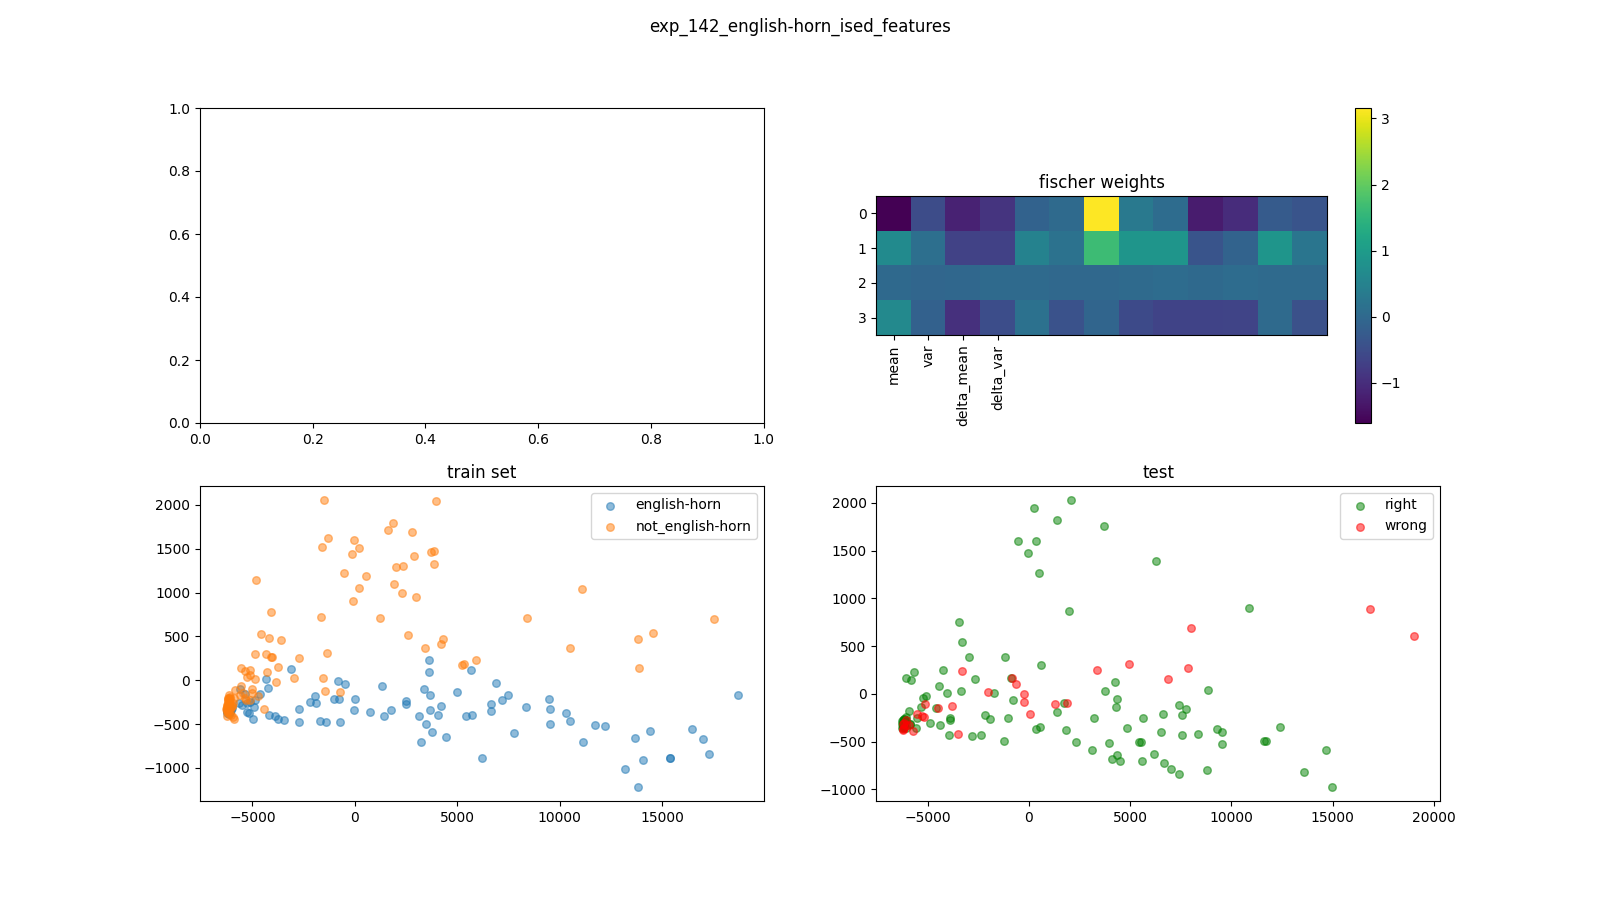 exp_142_english-horn_ised_features
1.0
0.8
0.6
0.4
0.2
0.0
0.0 0.2 0.4 0.6 0.8 1.0
fischer weights
0
1
2
3
mean var delta_mean delta_var
3
2
1
0
−1
train set
english-horn
not_english-horn
2000
1500
1000
500
0
−500
−1000
−5000 0 5000 10000 15000
test
right
wrong
2000
1500
1000
500
0
−500
−1000
−5000 0 5000 10000 15000 20000